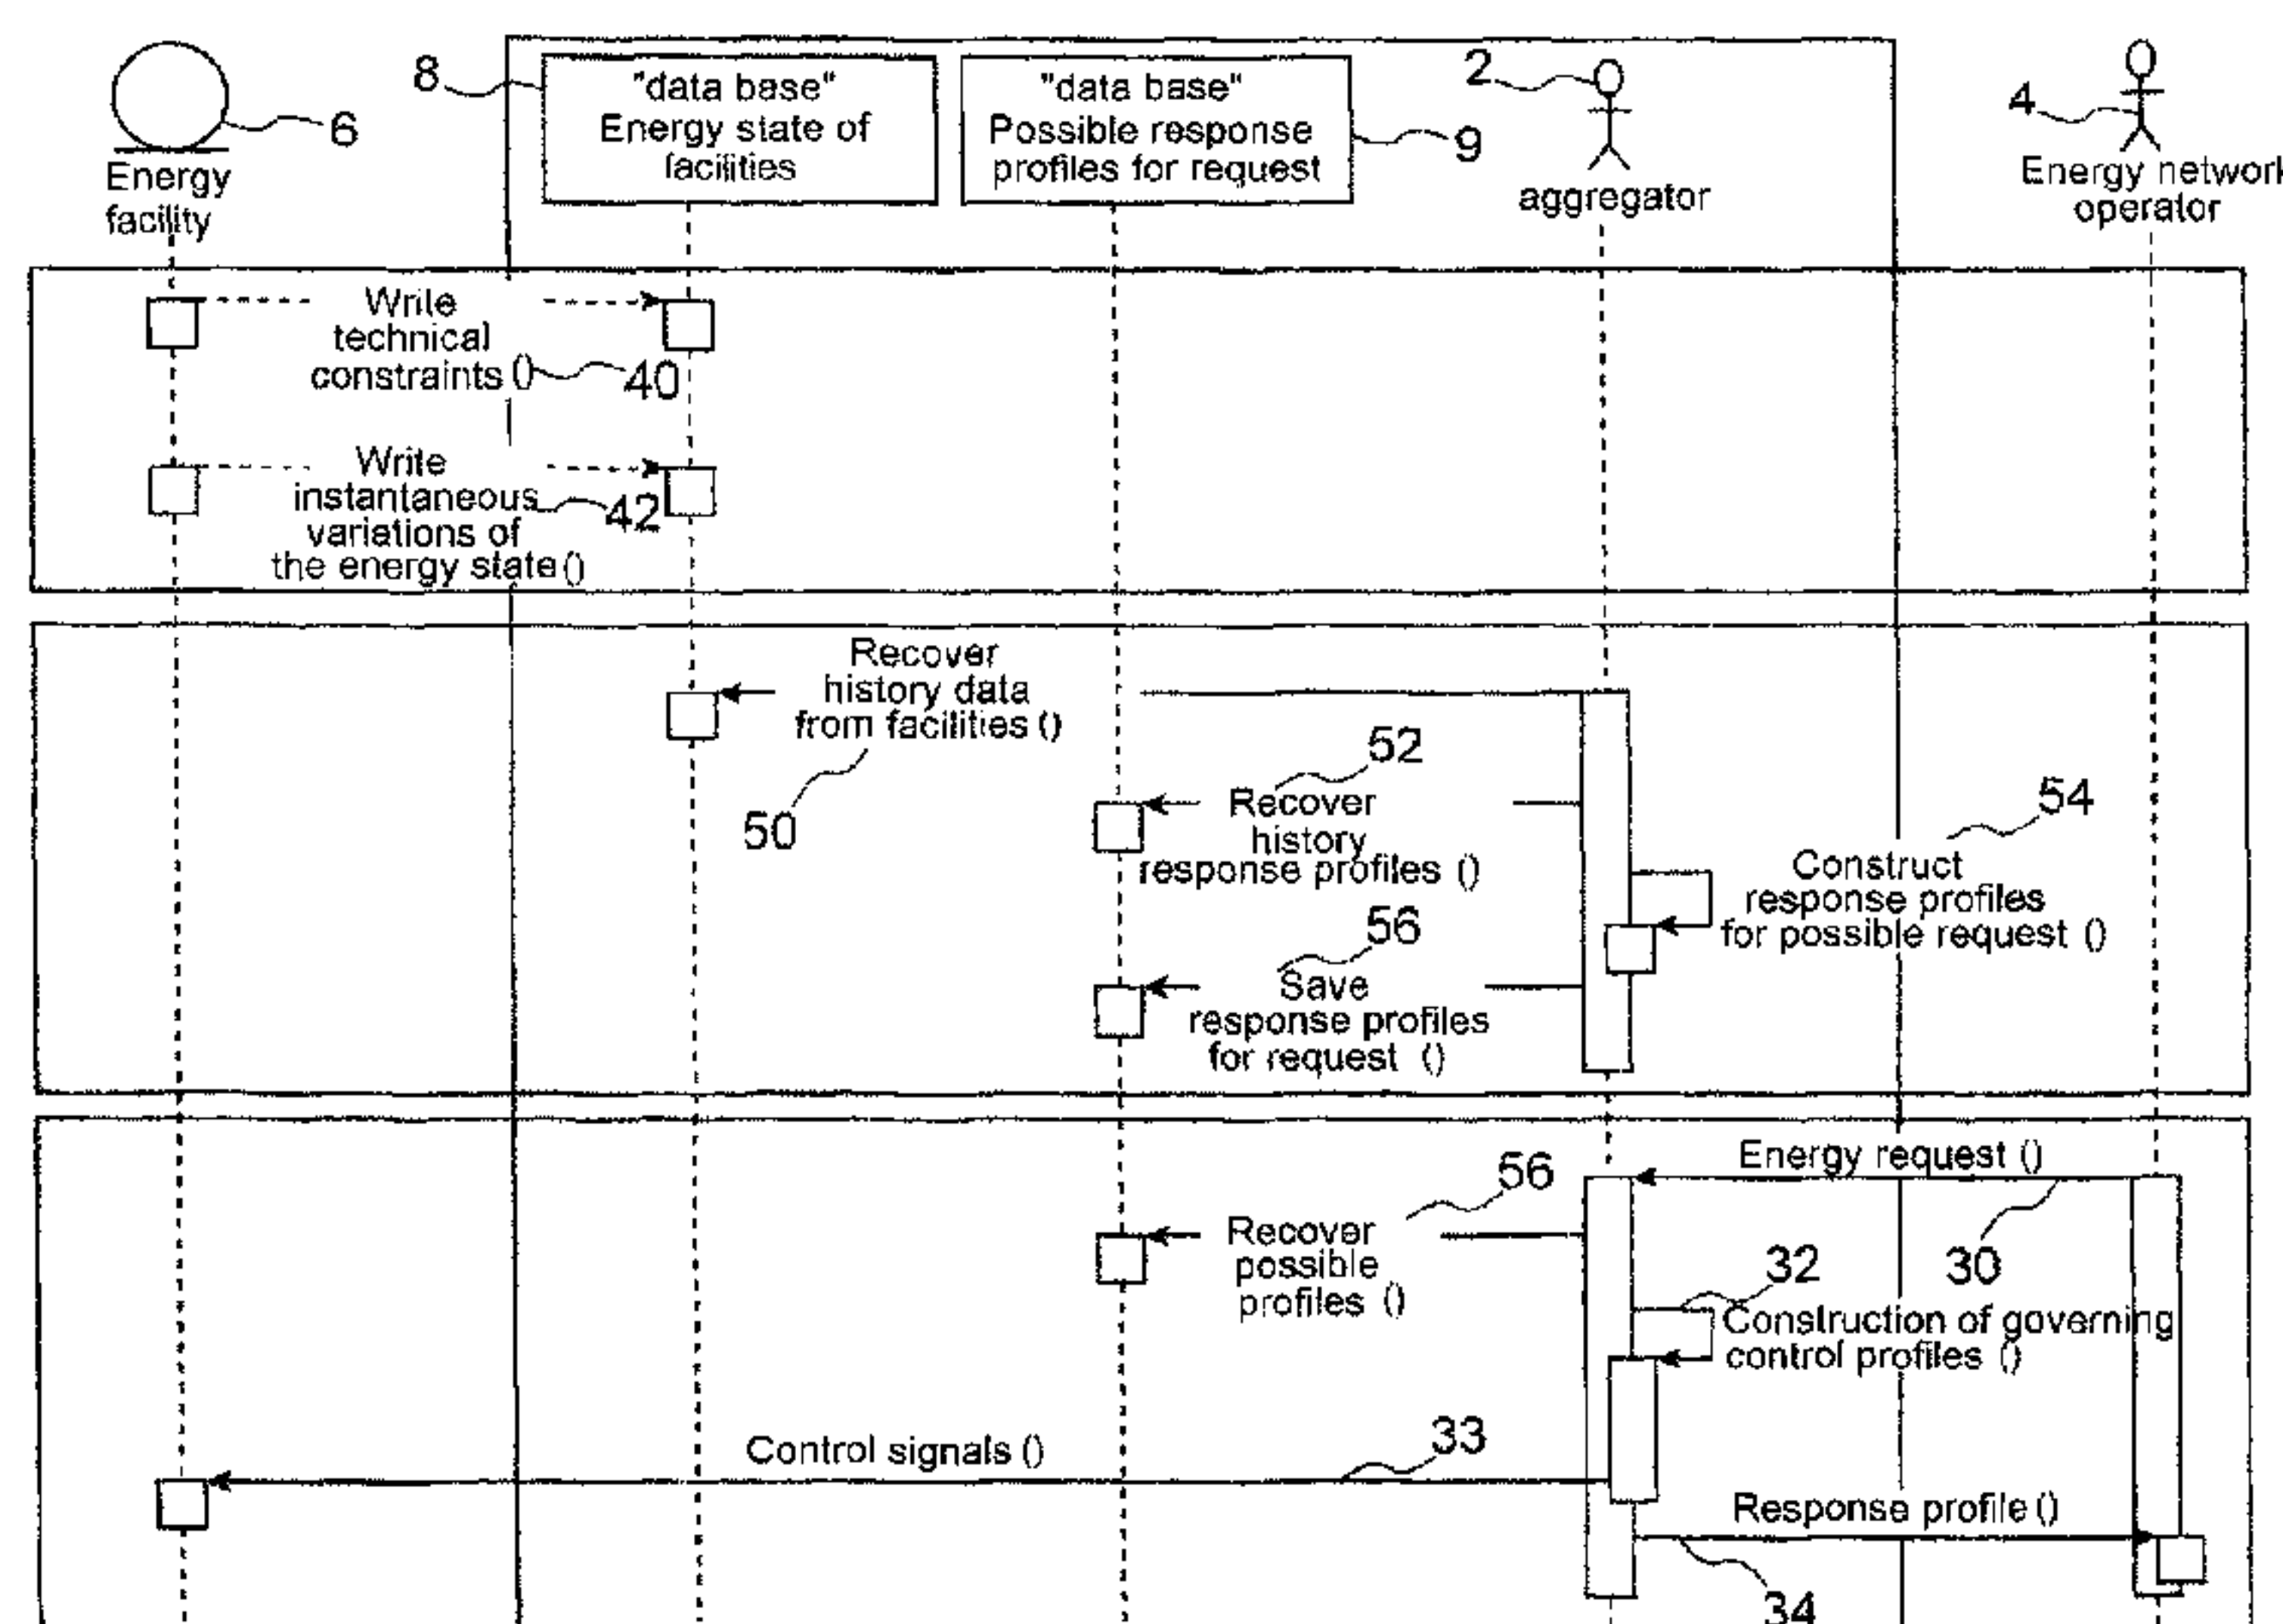 6
Energy
facility
8
"data base"
Energy state of
facilities
"data base"
Possible response
profiles for request
9
2
aggregator
4
Energy network
operator
Write
technical
constraints ()
40
Write
instantaneous
variations of
the energy state ()
42
Recover
history data
from facilities ()
50
52
Recover
history
response profiles ()
54
Construct
response profiles
for possible request ()
56
Save
response profiles
for request ()
Energy request ()
30
56
Recover
possible
profiles ()
32
Construction of governing
control profiles ()
Control signals ()
33
Response profile ()
34